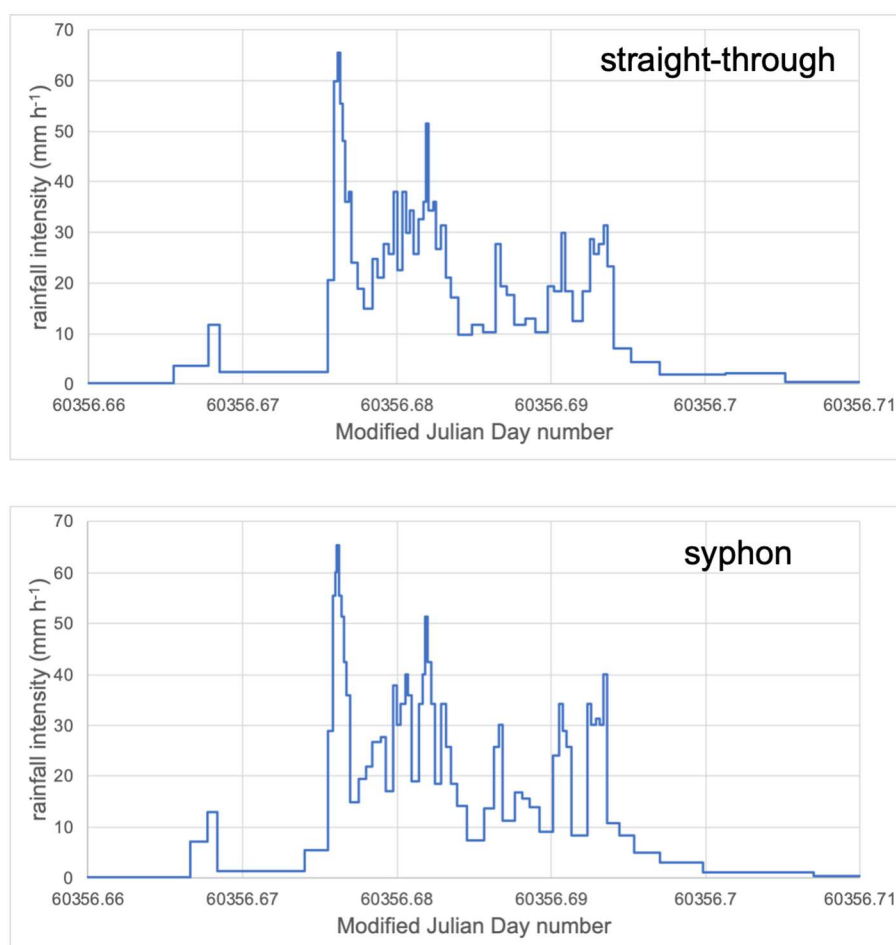 straight-through
rainfall intensity (mm h⁻¹)
70
60
50
40
30
20
10
0
60356.66 60356.67 60356.68 60356.69 60356.7 60356.71
Modified Julian Day number
syphon
rainfall intensity (mm h⁻¹)
70
60
50
40
30
20
10
0
60356.66 60356.67 60356.68 60356.69 60356.7 60356.71
Modified Julian Day number